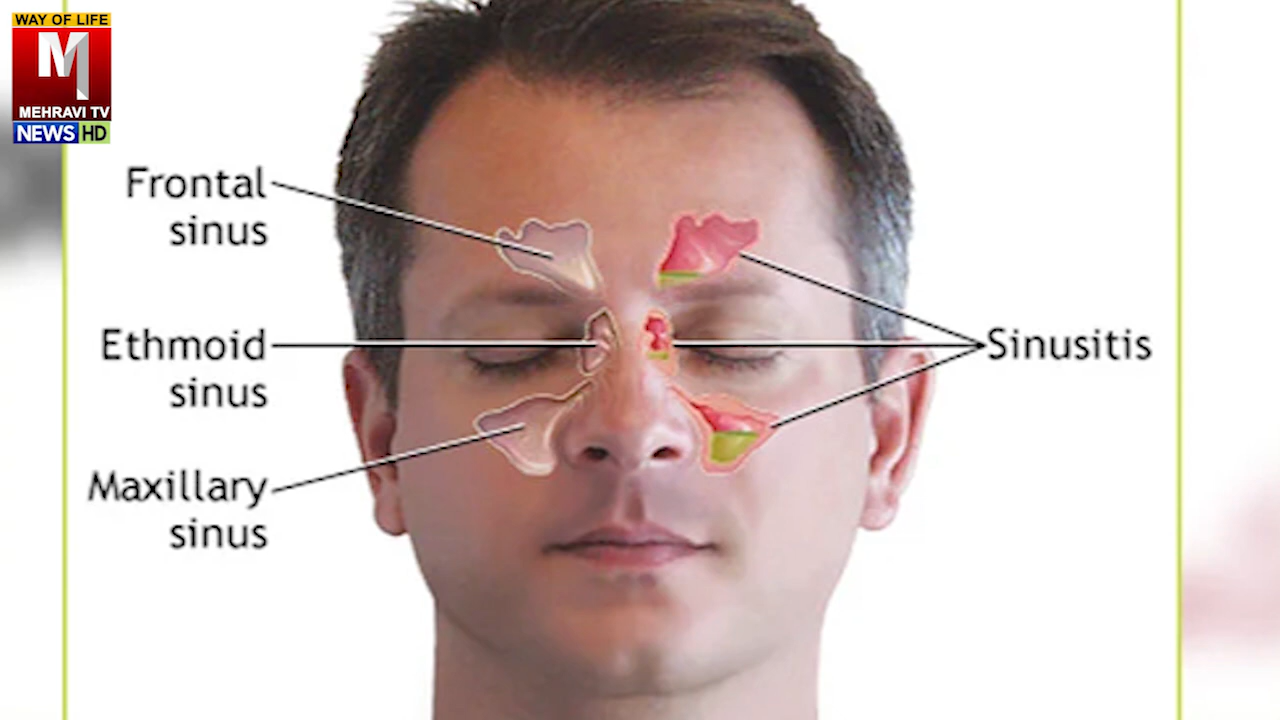 WAY OF LIFE
M
MEHRAVI TV
NEWS HD
Frontal
sinus
Ethmoid
sinus
Maxillary
sinus
Sinusitis